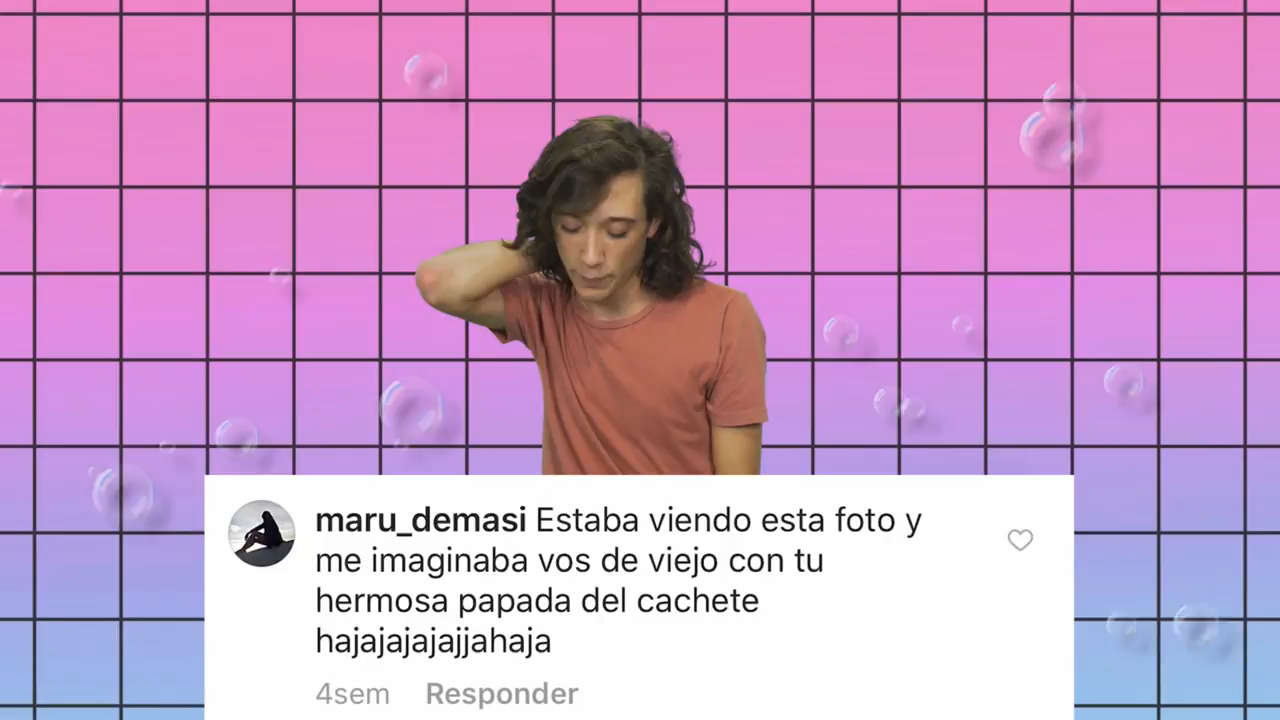 maru_demasi Estaba viendo esta foto y
me imaginaba vos de viejo con tu
hermosa papada del cachete
hajajajajajjahaja
4sem Responder